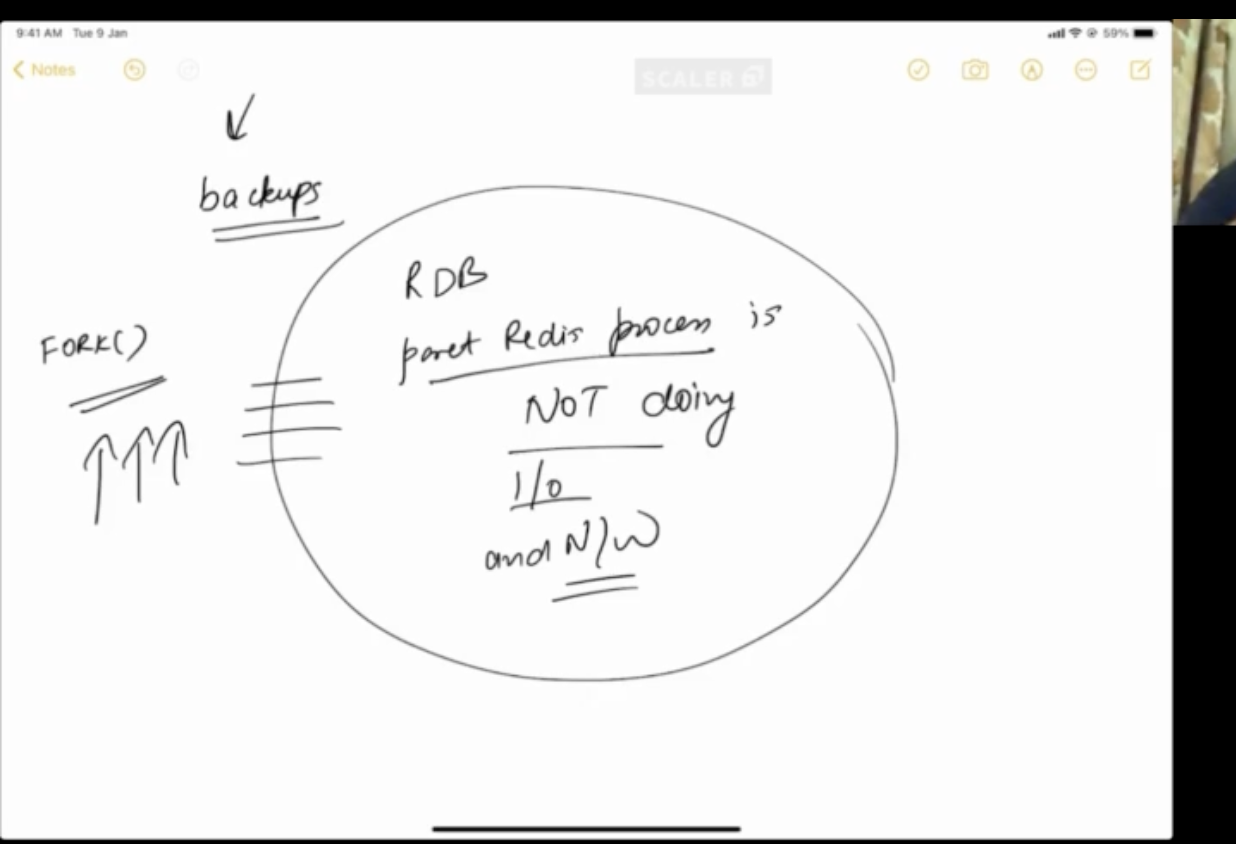 9:41 AM Tue 9 Jan
59%
Notes
SCALER
backups
RDB
FORK()
paret Redis process is
NOT doing
I/O
and N/W